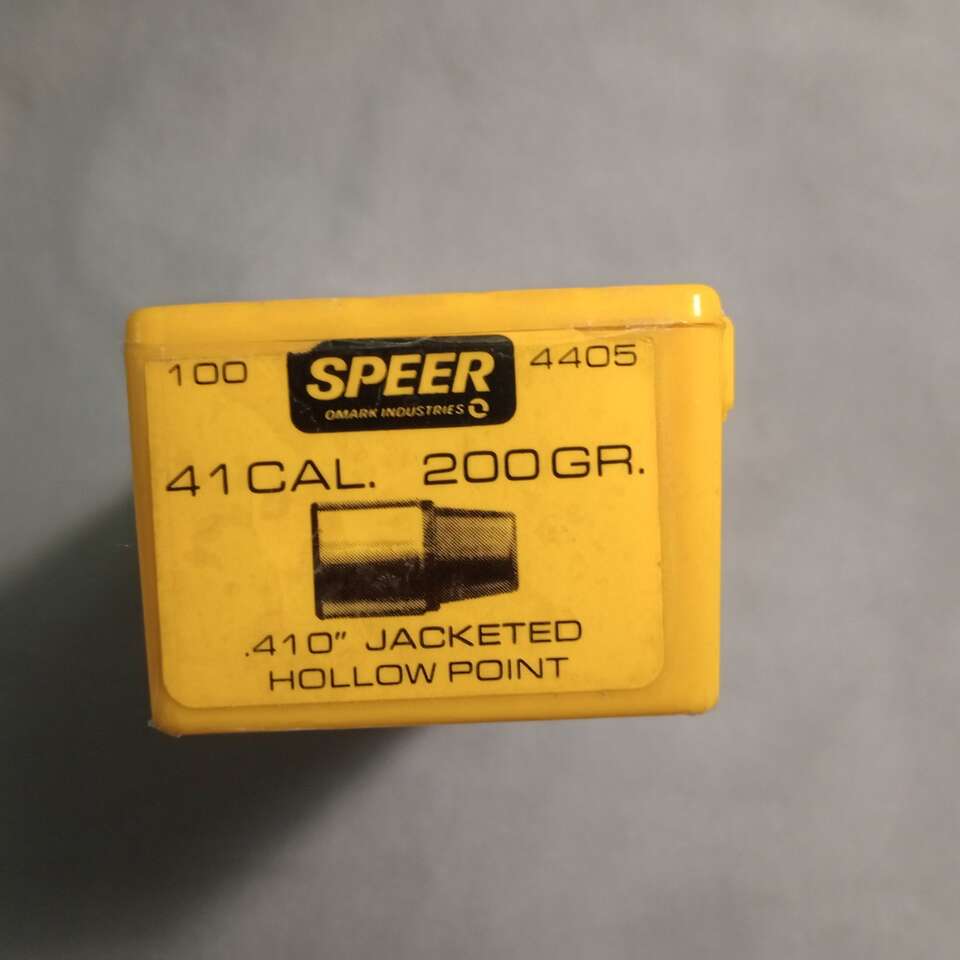 100 SPEER 4405
OMARK INDUSTRIES
41 CAL. 200 GR.
.410" JACKETED
HOLLOW POINT